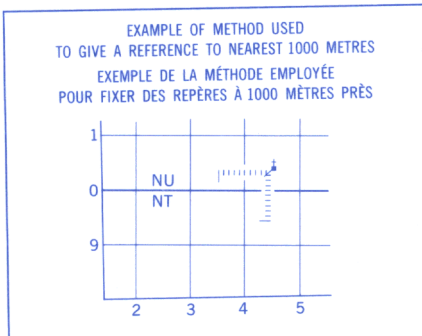 EXAMPLE OF METHOD USED
TO GIVE A REFERENCE TO NEAREST 1000 METRES
EXEMPLE DE LA MÉTHODE EMPLOYÉE
POUR FIXER DES REPÈRES À 1000 MÈTRES PRÈS
1
NU
0
NT
9
2 3 4 5